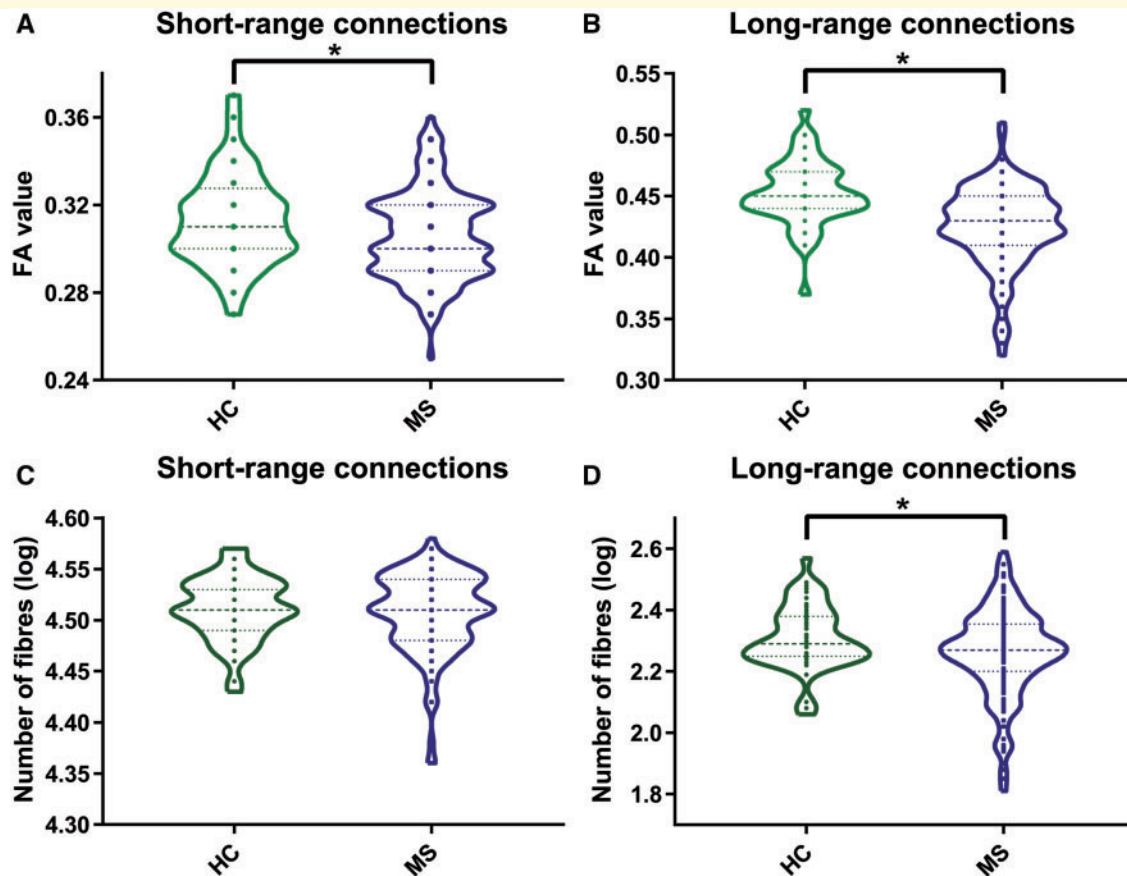 A Short-range connections
*
FA value
0.36
0.32
0.28
0.24
HC
MS
B Long-range connections
*
FA value
0.55
0.50
0.45
0.40
0.35
0.30
HC
MS
C Short-range connections
Number of fibres (log)
4.60
4.55
4.50
4.45
4.40
4.35
4.30
HC
MS
D Long-range connections
*
Number of fibres (log)
2.6
2.4
2.2
2.0
1.8
HC
MS